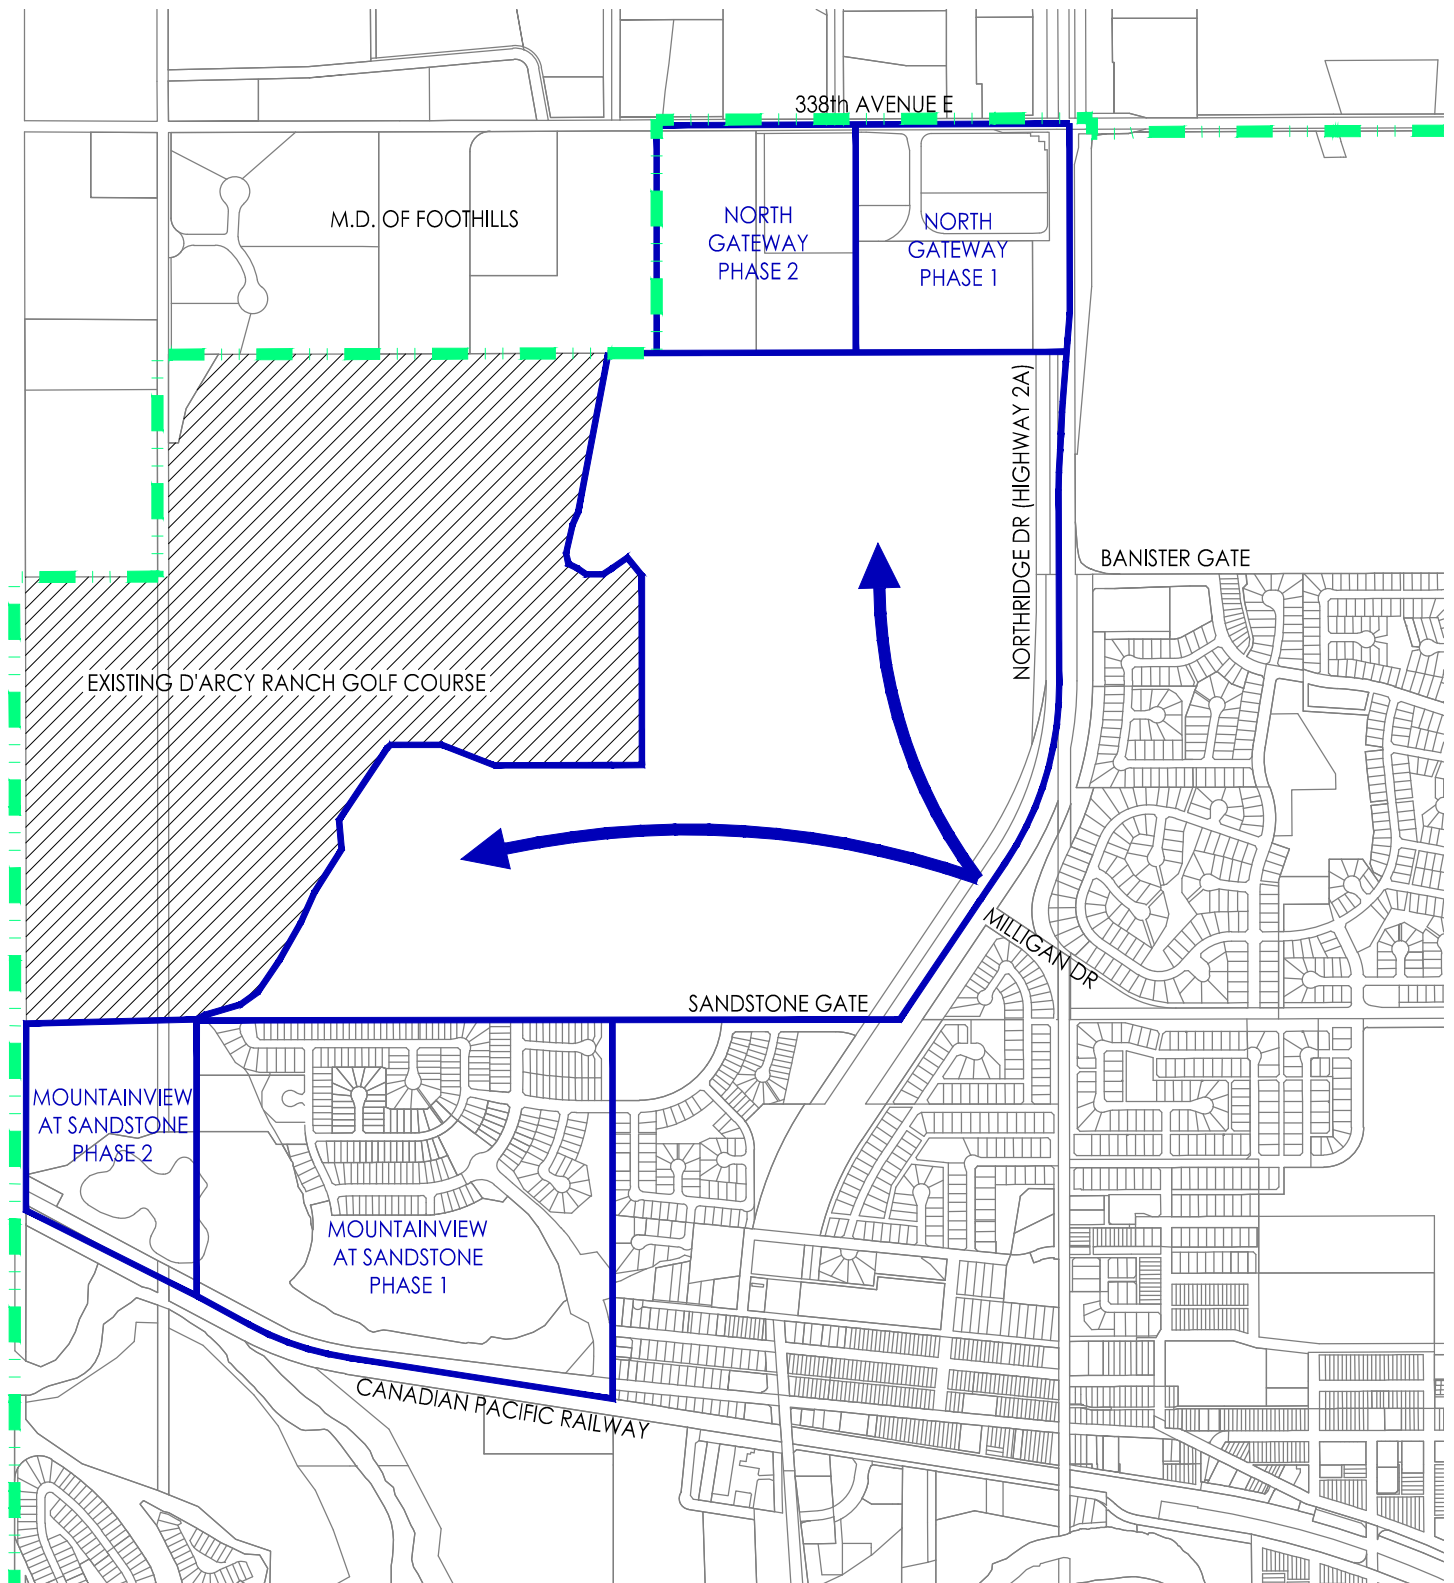 338th AVENUE E
M.D. OF FOOTHILLS
NORTH
GATEWAY
PHASE 2
NORTH
GATEWAY
PHASE 1
NORTHRIDGE DR (HIGHWAY 2A)
BANISTER GATE
EXISTING D'ARCY RANCH GOLF COURSE
MILLIGAN DR
SANDSTONE GATE
MOUNTAINVIEW
AT SANDSTONE
PHASE 2
MOUNTAINVIEW
AT SANDSTONE
PHASE 1
CANADIAN PACIFIC RAILWAY